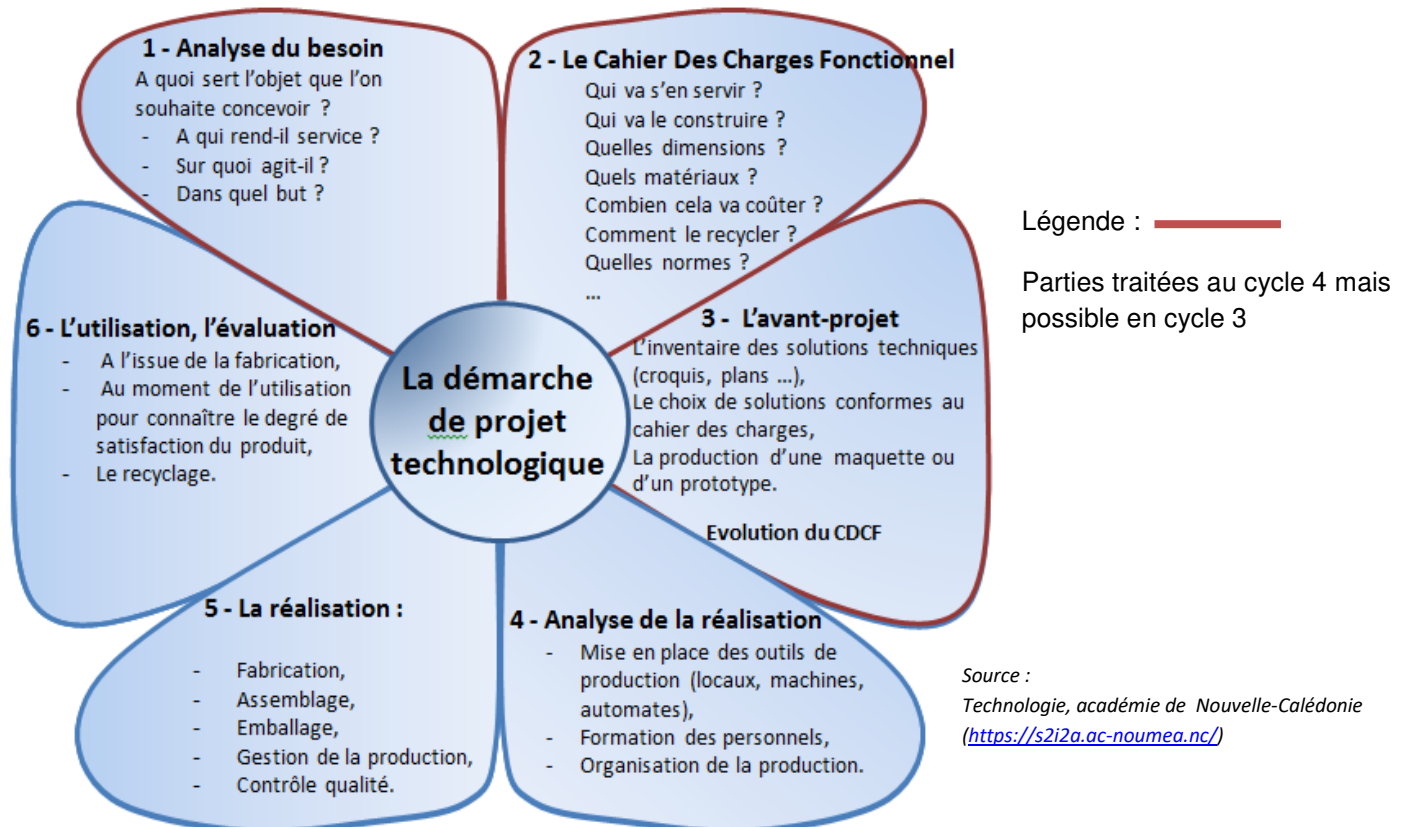 1 - Analyse du besoin
A quoi sert l'objet que l'on
souhaite concevoir ?
- A qui rend-il service ?
- Sur quoi agit-il ?
- Dans quel but ?
2 - Le Cahier Des Charges Fonctionnel
Qui va s'en servir ?
Qui va le construire ?
Quelles dimensions ?
Quels matériaux ?
Combien cela va coûter ?
Comment le recycler ?
Quelles normes ?
...
3 - L'avant-projet
L'inventaire des solutions techniques
(croquis, plans ...),
Le choix de solutions conformes au
cahier des charges,
La production d'une maquette ou
d'un prototype.
Evolution du CDCF
4 - Analyse de la réalisation
- Mise en place des outils de
production (locaux, machines,
automates),
- Formation des personnels,
- Organisation de la production.
5 - La réalisation :
- Fabrication,
- Assemblage,
- Emballage,
- Gestion de la production,
- Contrôle qualité.
6 - L'utilisation, l'évaluation
- A l'issue de la fabrication,
- Au moment de l'utilisation
pour connaître le degré de
satisfaction du produit,
- Le recyclage.
La démarche
de projet
technologique
Légende :
Parties traitées au cycle 4 mais
possible en cycle 3
Source :
Technologie, académie de Nouvelle-Calédonie
(https://s2i2a.ac-noumea.nc/)